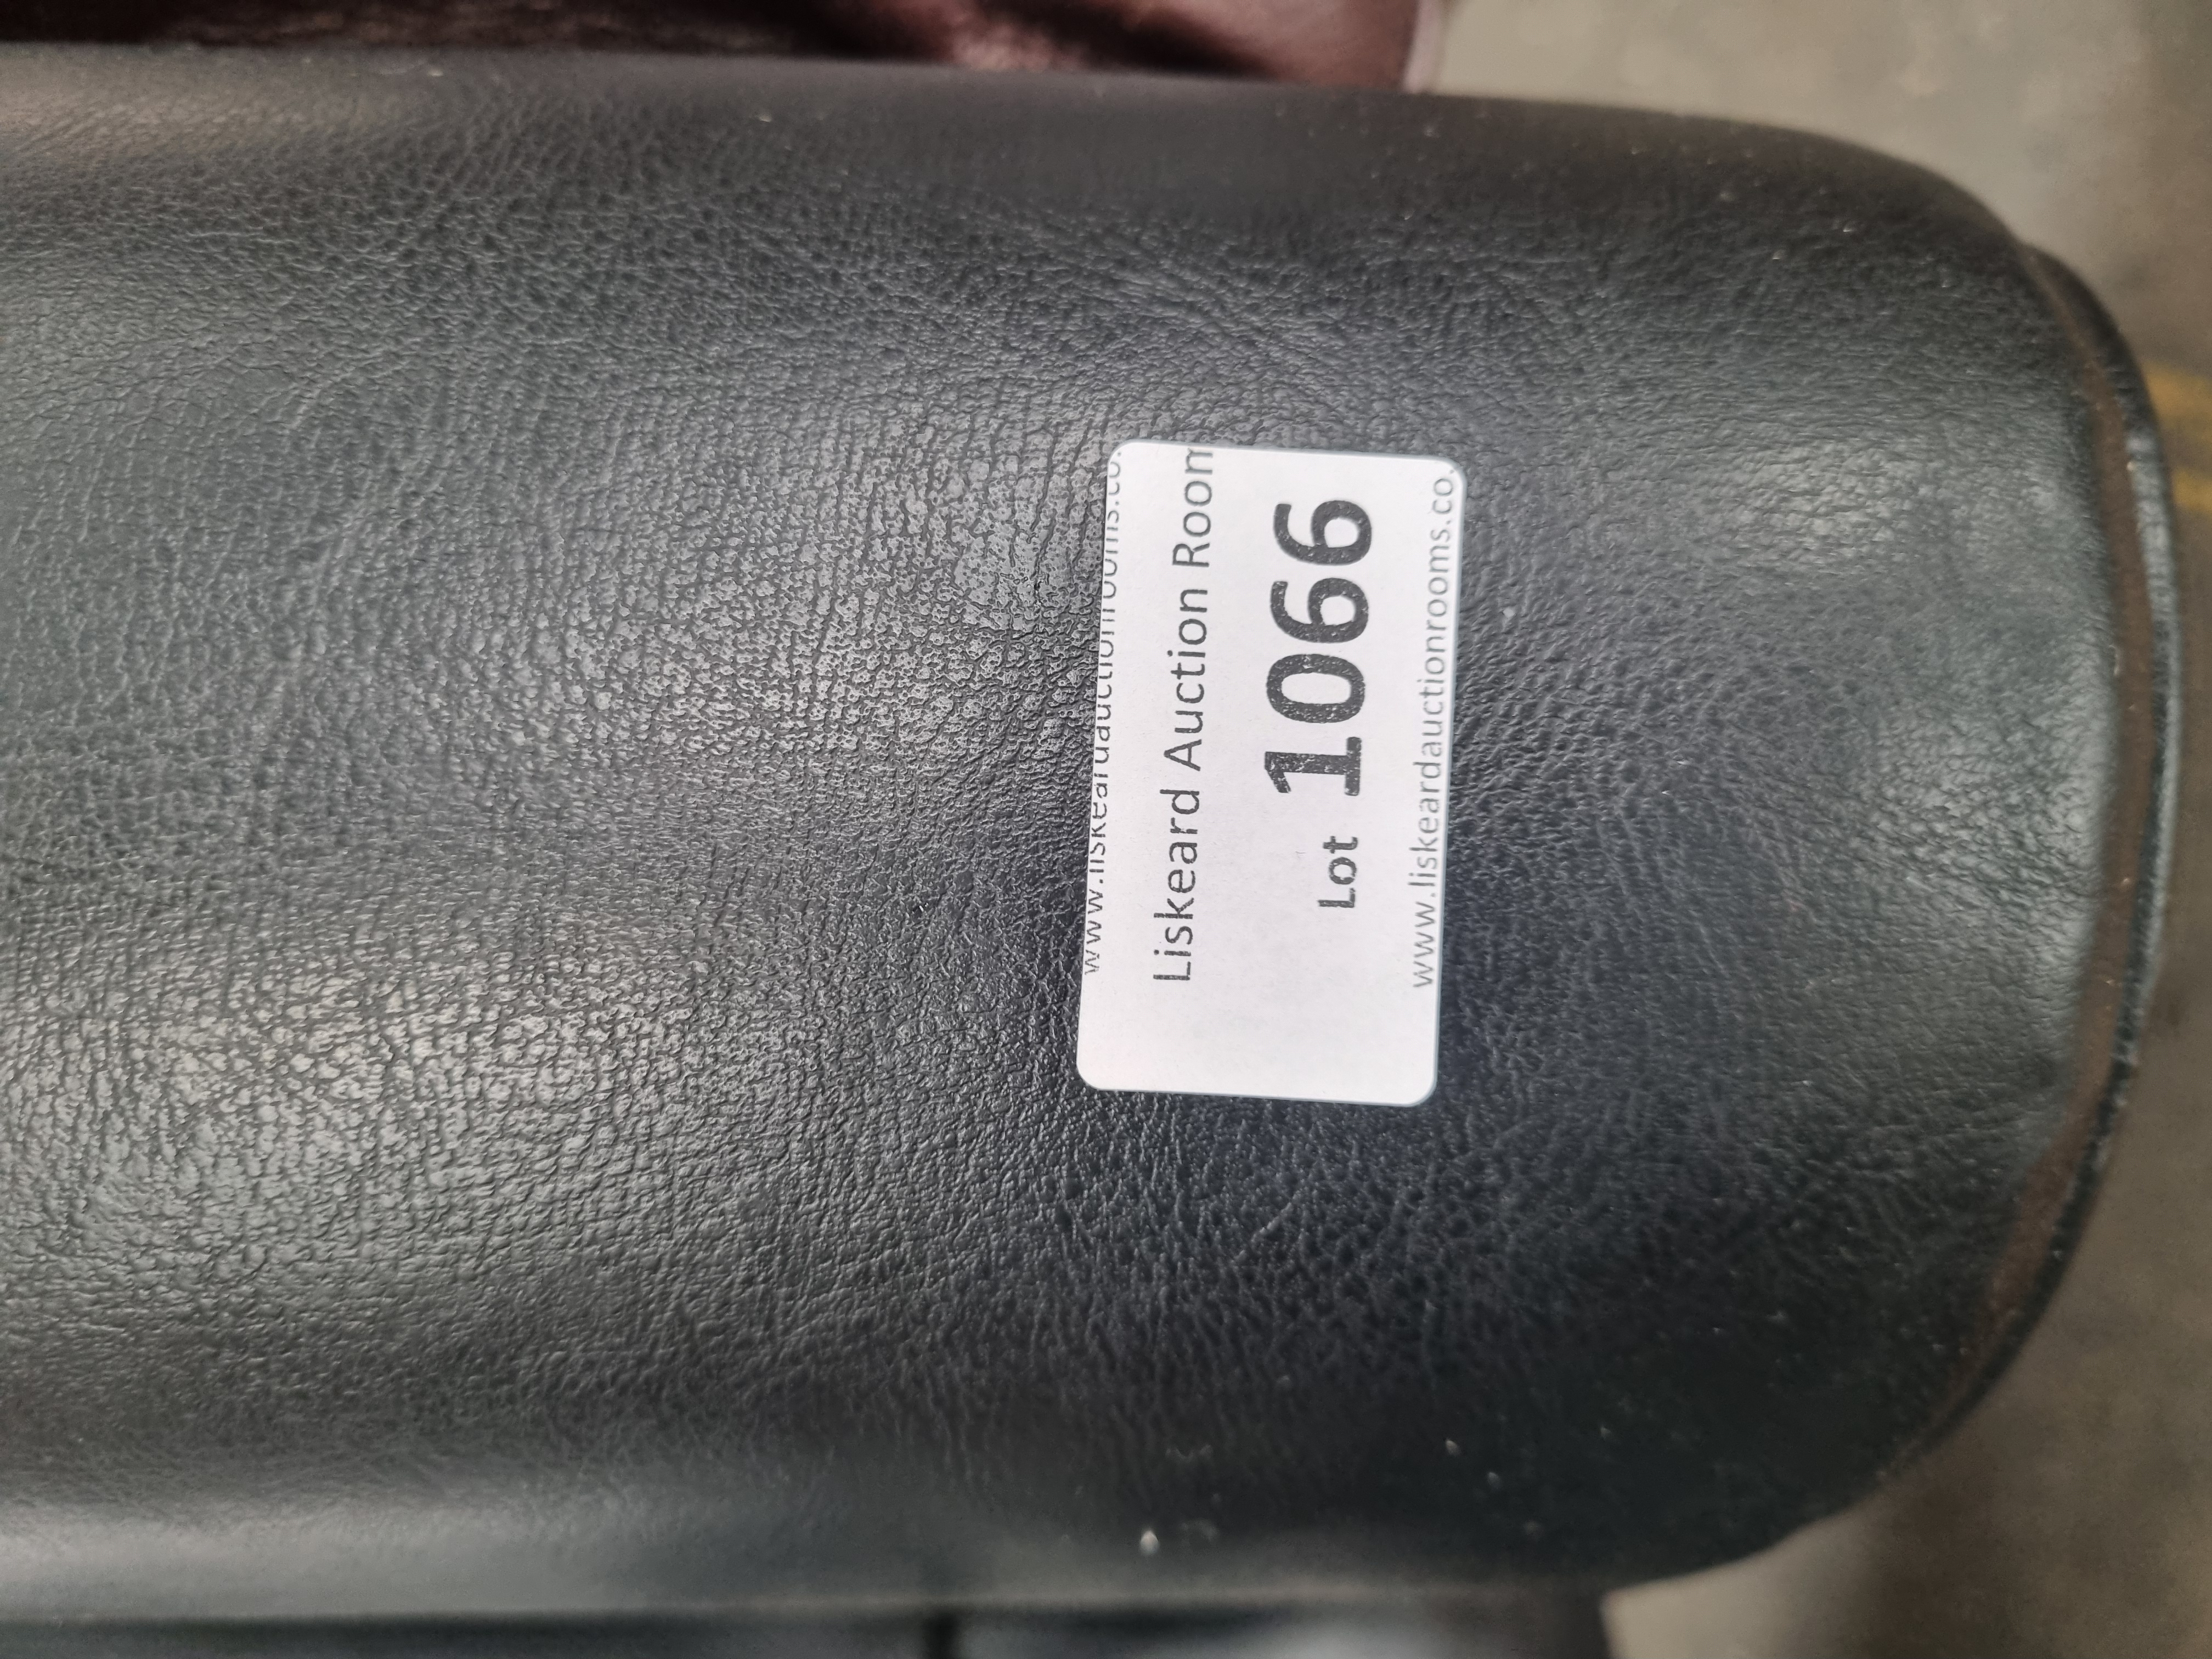 www.liskeardauctionrooms.co.
Liskeard Auction Room
Lot 1066
www.liskeardauctionrooms.co.